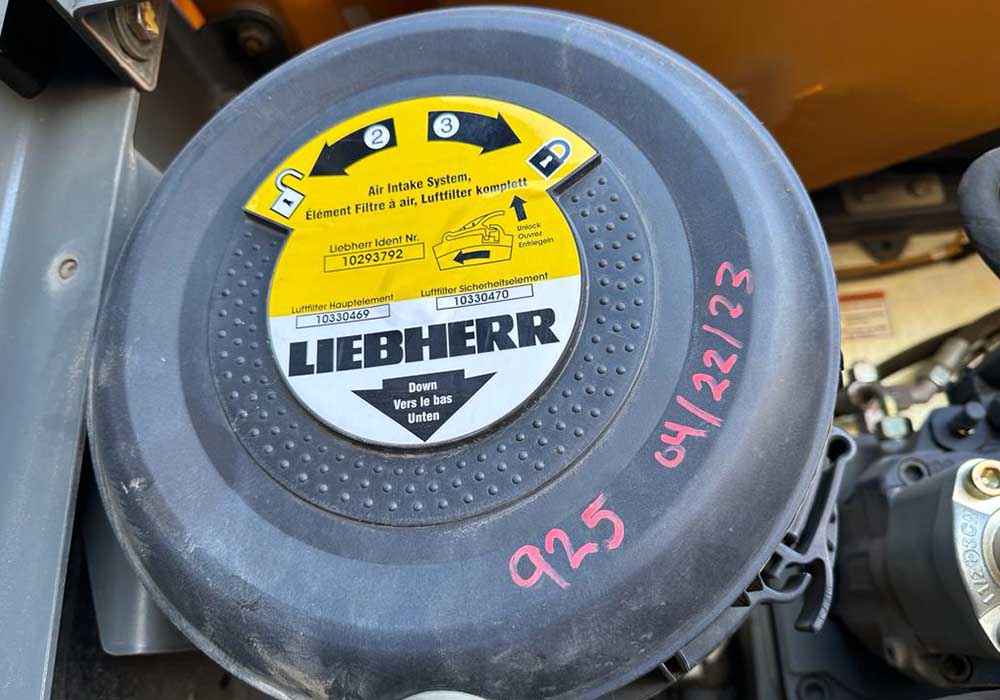 2 3
Air Intake System,
Élément Filtre à air, Luftfilter komplett
Unlock
Ouvrez
Entriegeln
Liebherr Ident Nr.
10293792
Luftfilter Hauptelement
10330469
Luftfilter Sicherheitselement
10330470
LIEBHERR
Down
Vers le bas
Unten
04/22/23
925